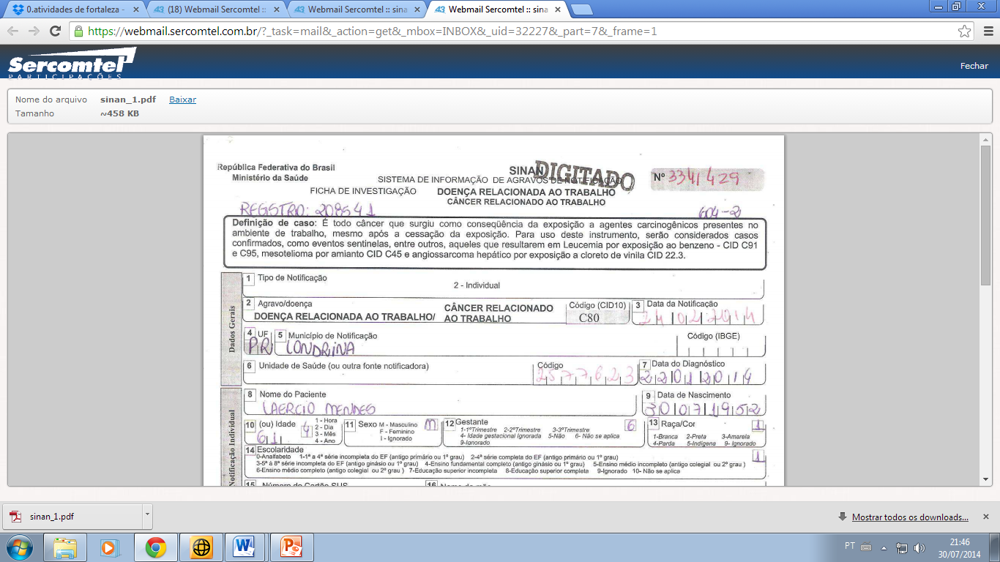 0.atividades de fortaleza -
(18) Webmail Sercomtel ::
Webmail Sercomtel :: sina
Webmail Sercomtel :: sina
https://webmail.sercomtel.com.br/?_task=mail&_action=get&_mbox=INBOX&_uid=32227&_part=7&_frame=1
Sercomtel
PARTICIPAÇÕES
Fechar
Nome do arquivo sinan_1.pdf Baixar
Tamanho ~458 KB
República Federativa do Brasil
Ministério da Saúde
SINAN
DIGITADO
SISTEMA DE INFORMAÇÃO DE AGRAVOS DE NOTIFICAÇÃO
Nº 3341429
FICHA DE INVESTIGAÇÃO DOENÇA RELACIONADA AO TRABALHO
CÂNCER RELACIONADO AO TRABALHO
REGISTRO: 208541 604-2
Definição de caso: É todo câncer que surgiu como conseqüência da exposição a agentes carcinogênicos presentes no
ambiente de trabalho, mesmo após a cessação da exposição. Para uso deste instrumento, serão considerados casos
confirmados, como eventos sentinelas, entre outros, aqueles que resultarem em Leucemia por exposição ao benzeno - CID C91
e C95, mesotelioma por amianto CID C45 e angiossarcoma hepático por exposição a cloreto de vinila CID 22.3.
Dados Gerais
1 Tipo de Notificação
2 - Individual
2 Agravo/doença
DOENÇA RELACIONADA AO TRABALHO/ CÂNCER RELACIONADO
AO TRABALHO
Código (CID10)
C80
3 Data da Notificação
4 UF
PR
5 Município de Notificação
LONDRINA
Código (IBGE)
6 Unidade de Saúde (ou outra fonte notificadora)
Código
2577623
7 Data do Diagnóstico
22012014
Notificação Individual
8 Nome do Paciente
LAERCIO MENDES
9 Data de Nascimento
30071952
10 (ou) Idade
61 4
1 - Hora
2 - Dia
3 - Mês
4 - Ano
11 Sexo M - Masculino
F - Feminino
I - Ignorado
M
12 Gestante
1-1ºTrimestre 2-2ºTrimestre 3-3ºTrimestre
4- Idade gestacional Ignorada 5-Não 6- Não se aplica
9-Ignorado
6
13 Raça/Cor
1
1-Branca 2-Preta 3-Amarela
4-Parda 5-Indígena 9- Ignorado
14 Escolaridade
1
0-Analfabeto 1-1ª a 4ª série incompleta do EF (antigo primário ou 1º grau) 2-4ª série completa do EF (antigo primário ou 1º grau)
3-5ª à 8ª série incompleta do EF (antigo ginásio ou 1º grau) 4-Ensino fundamental completo (antigo ginásio ou 1º grau) 5-Ensino médio incompleto (antigo colegial ou 2º grau )
6-Ensino médio completo (antigo colegial ou 2º grau ) 7-Educação superior incompleta 8-Educação superior completa 9-Ignorado 10- Não se aplica
15 Número do Cartão SUS
16 Nome da mãe
sinan_1.pdf
Mostrar todos os downloads...
PT
21:46
30/07/2014